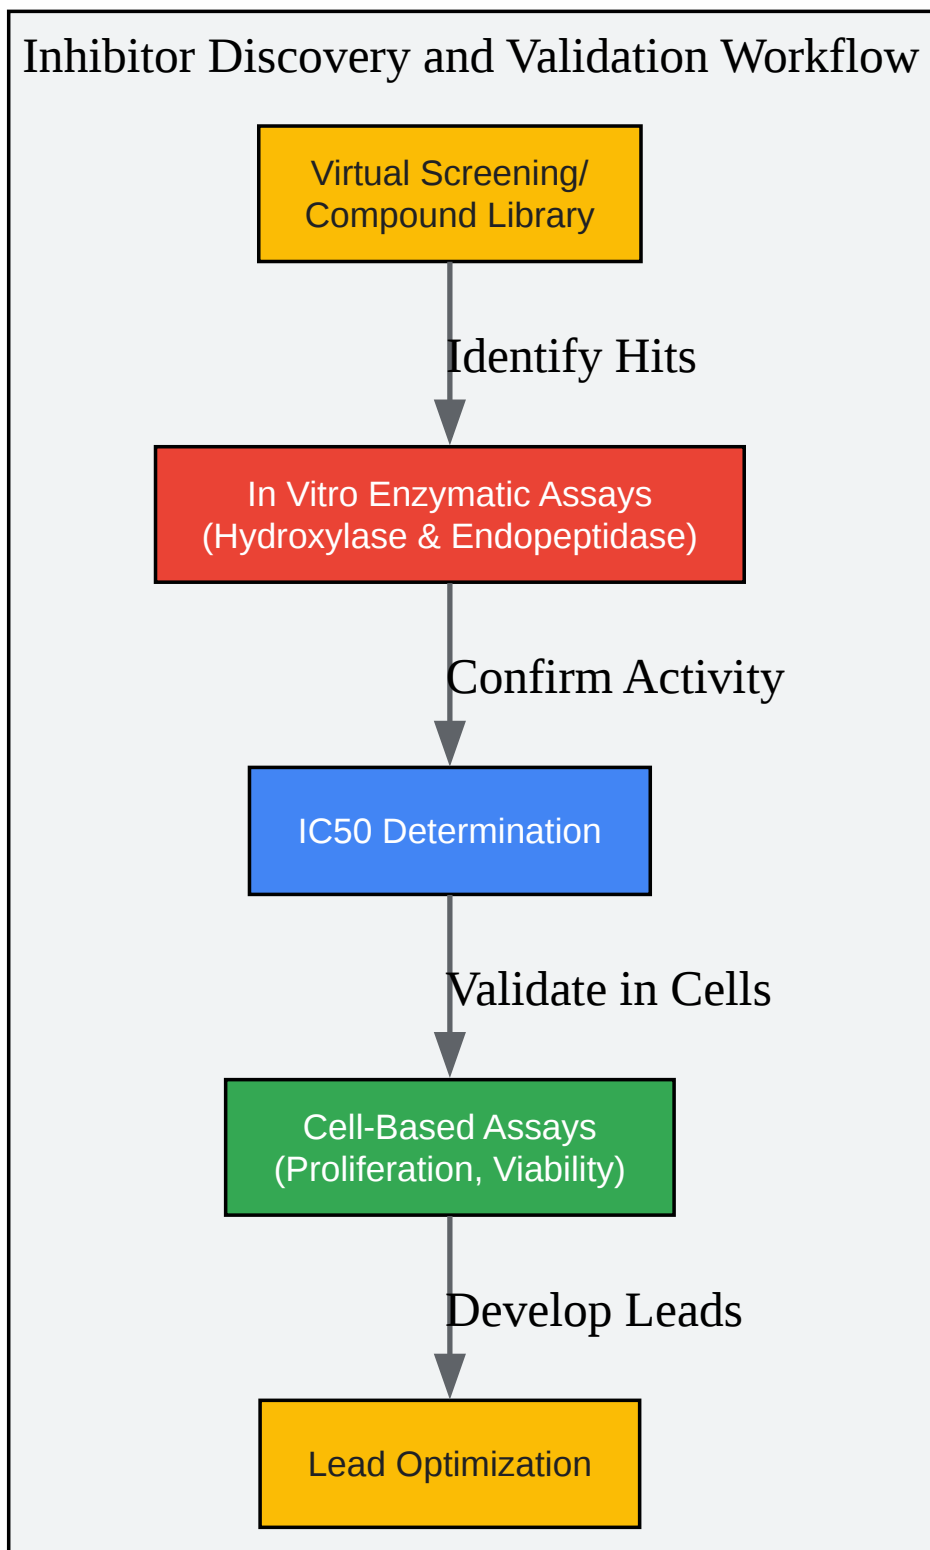 Inhibitor Discovery and Validation Workflow
Virtual Screening/
Compound Library
Identify Hits
In Vitro Enzymatic Assays
(Hydroxylase & Endopeptidase)
Confirm Activity
IC50 Determination
Validate in Cells
Cell-Based Assays
(Proliferation, Viability)
Develop Leads
Lead Optimization